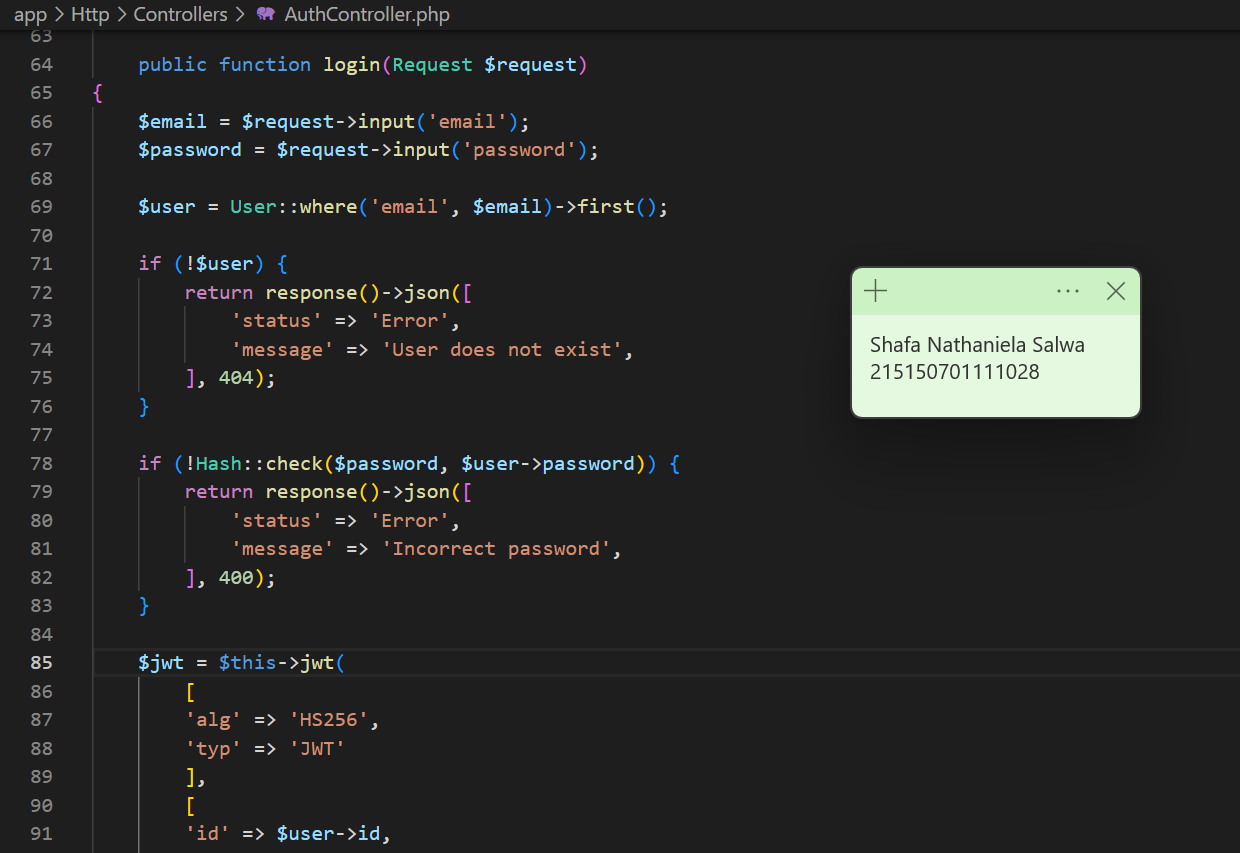 app > Http > Controllers > AuthController.php
63
64 public function login(Request $request)
65 {
66 $email = $request->input('email');
67 $password = $request->input('password');
68
69 $user = User::where('email', $email)->first();
70
71 if (!$user) {
72 return response()->json([
73 'status' => 'Error',
74 'message' => 'User does not exist',
75 ], 404);
76 }
77
78 if (!Hash::check($password, $user->password)) {
79 return response()->json([
80 'status' => 'Error',
81 'message' => 'Incorrect password',
82 ], 400);
83 }
84
85 $jwt = $this->jwt(
86 [
87 'alg' => 'HS256',
88 'typ' => 'JWT'
89 ],
90 [
91 'id' => $user->id,
Shafa Nathaniela Salwa
215150701111028